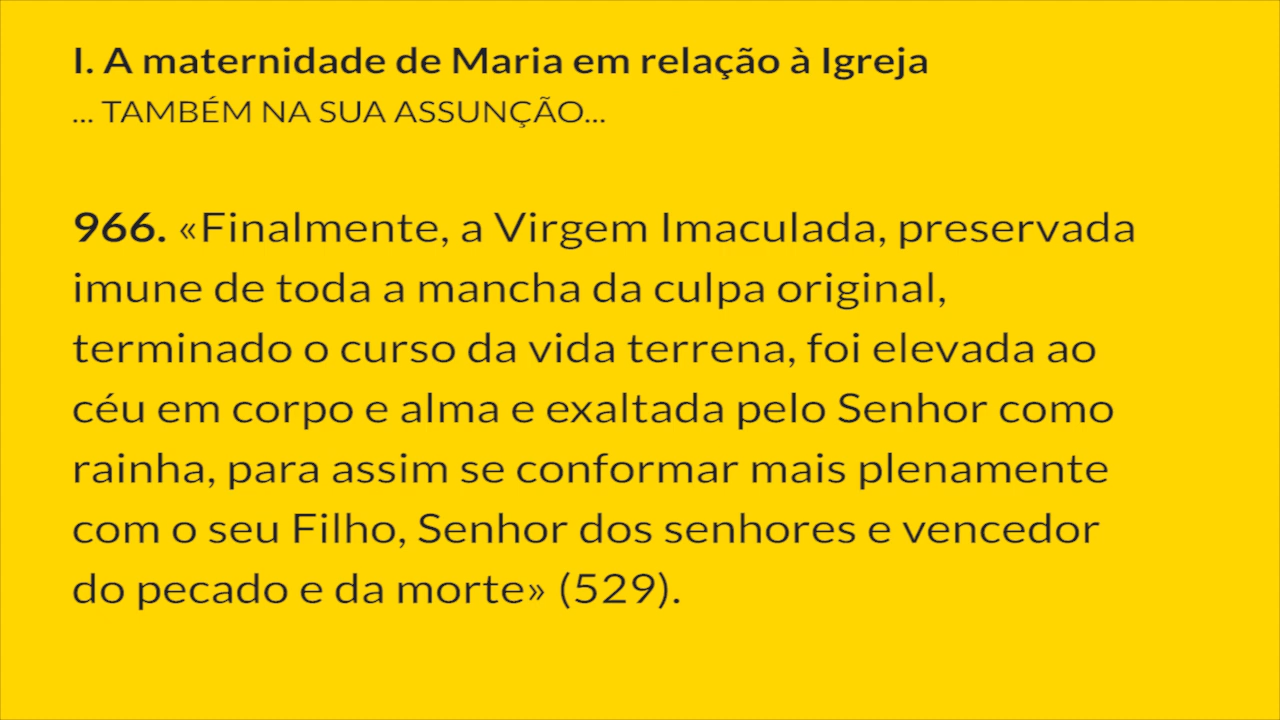 I. A maternidade de Maria em relação à Igreja
... TAMBÉM NA SUA ASSUNÇÃO...
966. «Finalmente, a Virgem Imaculada, preservada
imune de toda a mancha da culpa original,
terminado o curso da vida terrena, foi elevada ao
céu em corpo e alma e exaltada pelo Senhor como
rainha, para assim se conformar mais plenamente
com o seu Filho, Senhor dos senhores e vencedor
do pecado e da morte» (529).